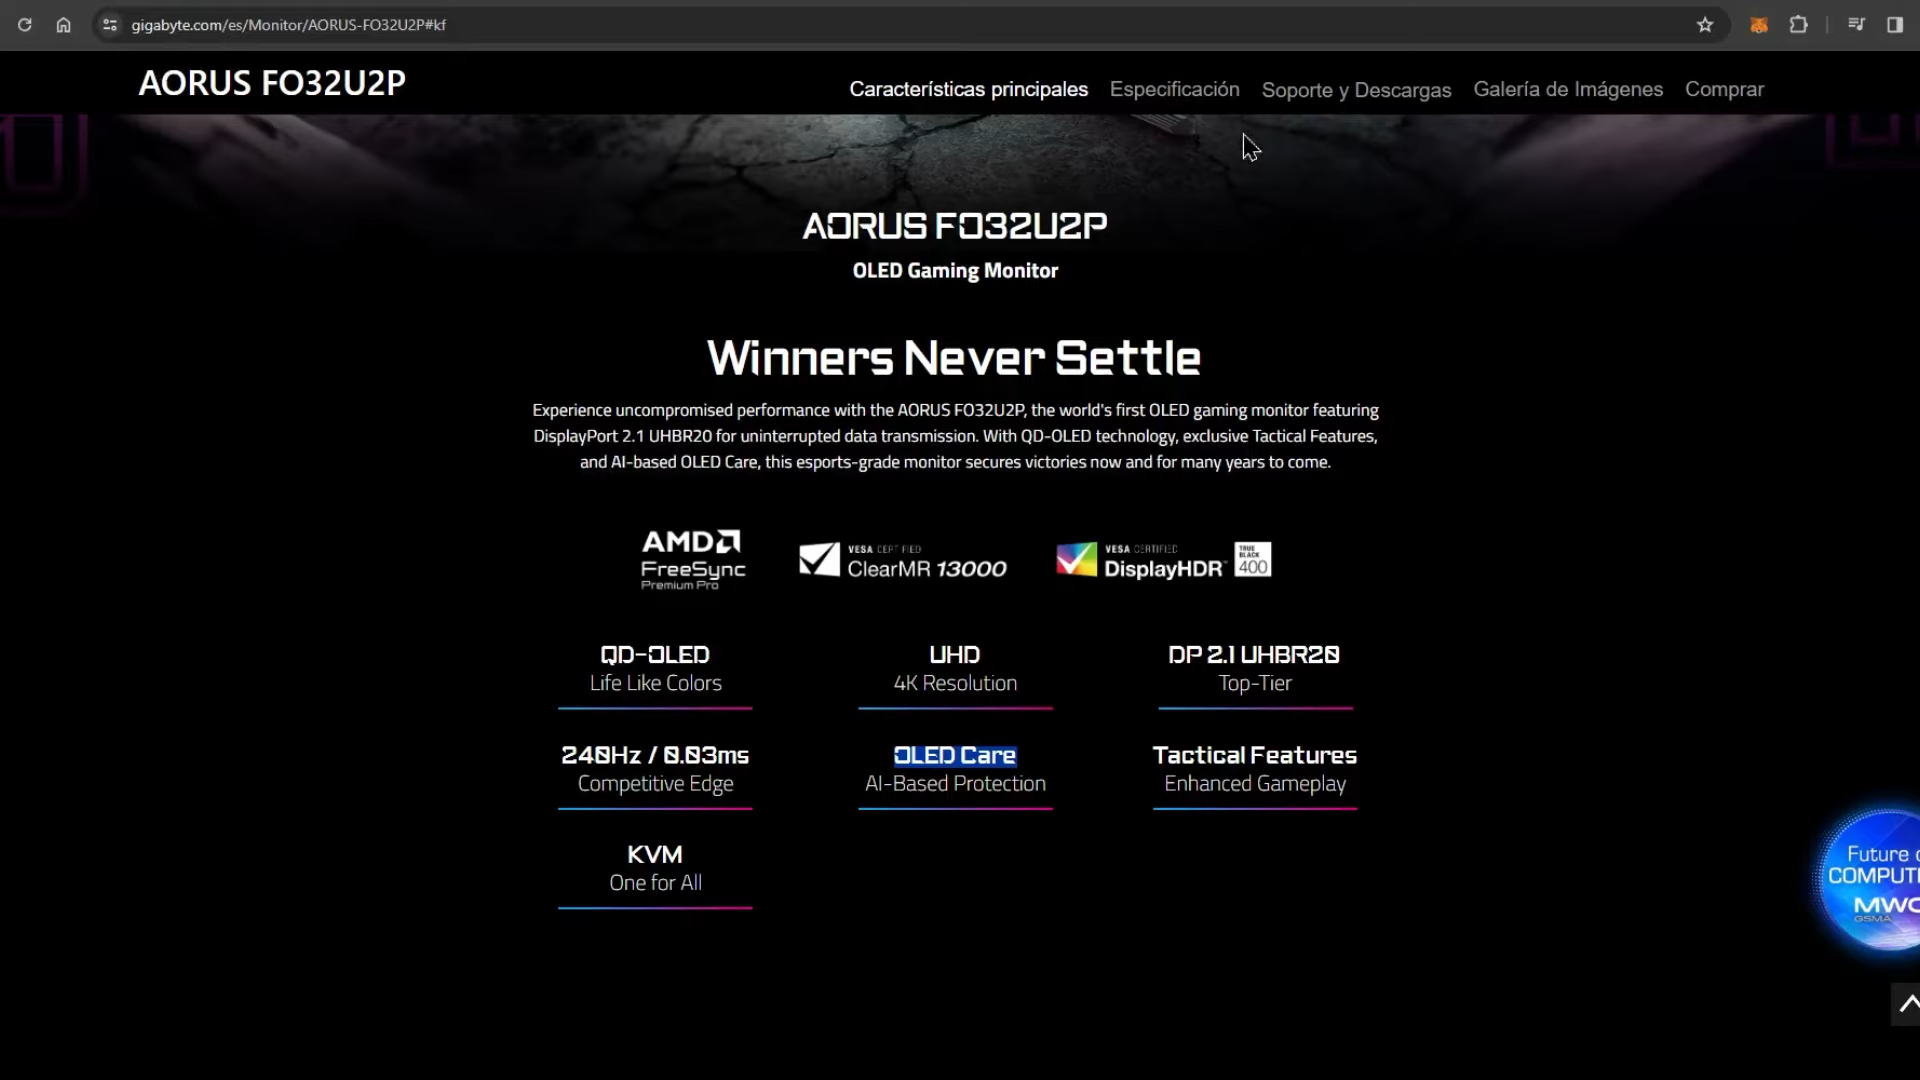 gigabyte.com/es/Monitor/AORUS-FO32U2P#kf
AORUS FO32U2P
Características principales
Especificación
Soporte y Descargas
Galería de Imágenes
Comprar
AORUS FO32U2P
OLED Gaming Monitor
Winners Never Settle
Experience uncompromised performance with the AORUS FO32U2P, the world's first OLED gaming monitor featuring
DisplayPort 2.1 UHBR20 for uninterrupted data transmission. With QD-OLED technology, exclusive Tactical Features,
and AI-based OLED Care, this esports-grade monitor secures victories now and for many years to come.
AMD
FreeSync
Premium Pro
VESA CERTIFIED
ClearMR 13000
VESA CERTIFIED
DisplayHDR™
TRUE
BLACK
400
QD-OLED
Life Like Colors
UHD
4K Resolution
DP 2.1 UHBR20
Top-Tier
240Hz / 0.03ms
Competitive Edge
OLED Care
AI-Based Protection
Tactical Features
Enhanced Gameplay
KVM
One for All
Future
COMPUT
MWC
GSMA